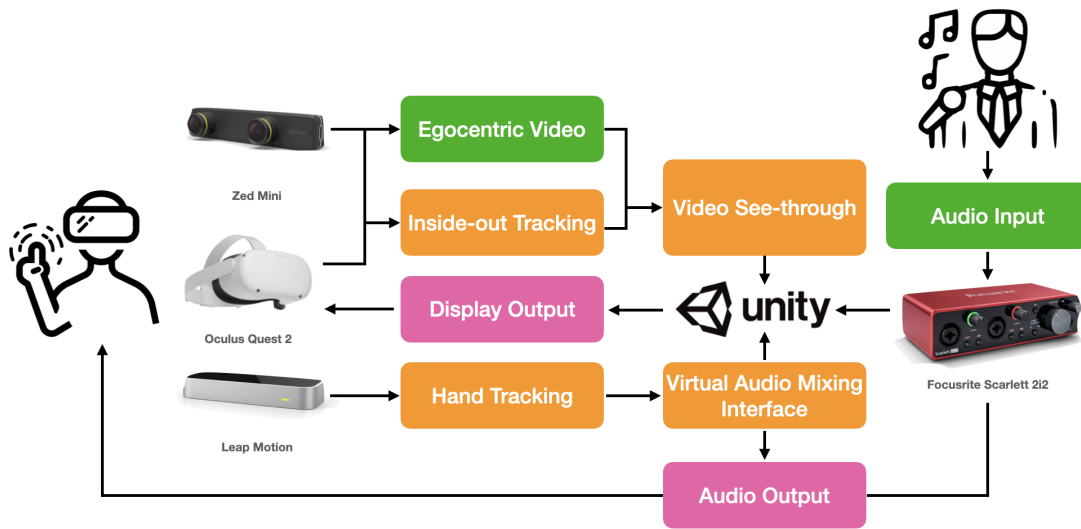 Egocentric Video
Zed Mini
Inside-out Tracking
Video See-through
Audio Input
Display Output
unity
Oculus Quest 2
Focusrite Scarlett 2i2
Hand Tracking
Virtual Audio Mixing
Interface
Leap Motion
Audio Output